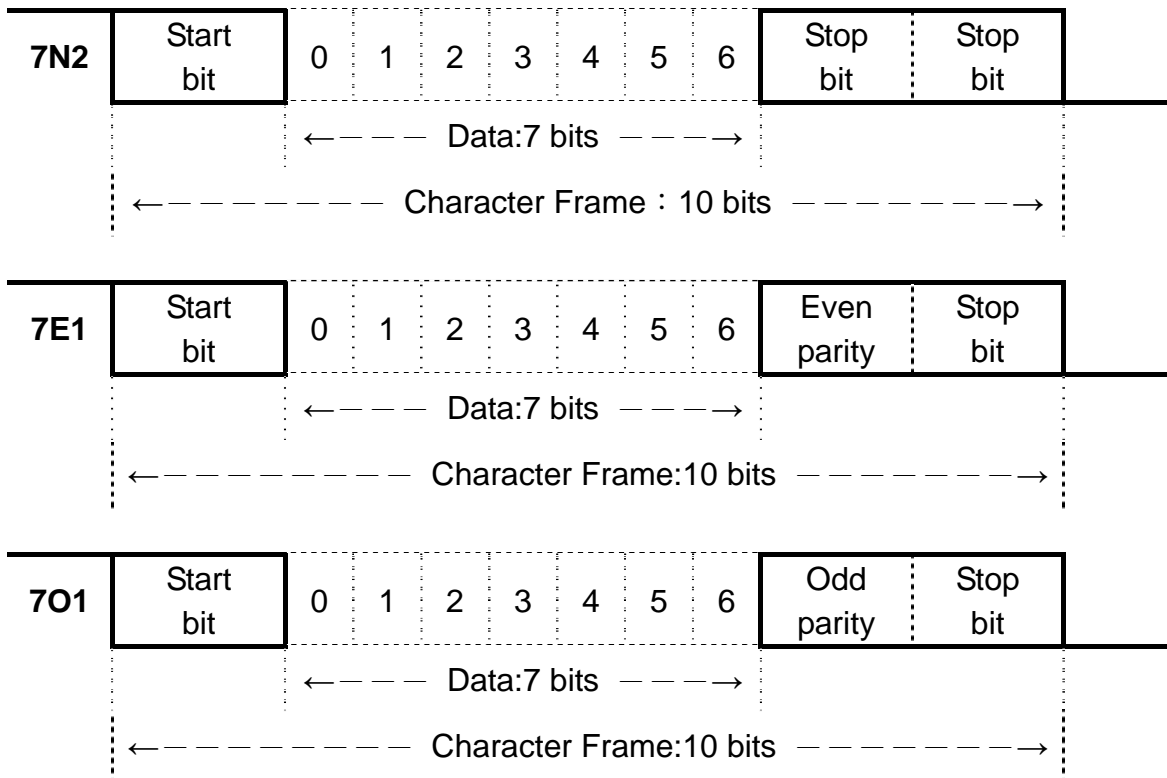 7N2 Start bit 0 1 2 3 4 5 6 Stop bit Stop bit
←――― Data:7 bits ―――→
←――――――― Character Frame：10 bits ―――――――→
7E1 Start bit 0 1 2 3 4 5 6 Even parity Stop bit
←――― Data:7 bits ―――→
←―――――――― Character Frame:10 bits ―――――――→
7O1 Start bit 0 1 2 3 4 5 6 Odd parity Stop bit
←――― Data:7 bits ―――→
←―――――――― Character Frame:10 bits ―――――――→